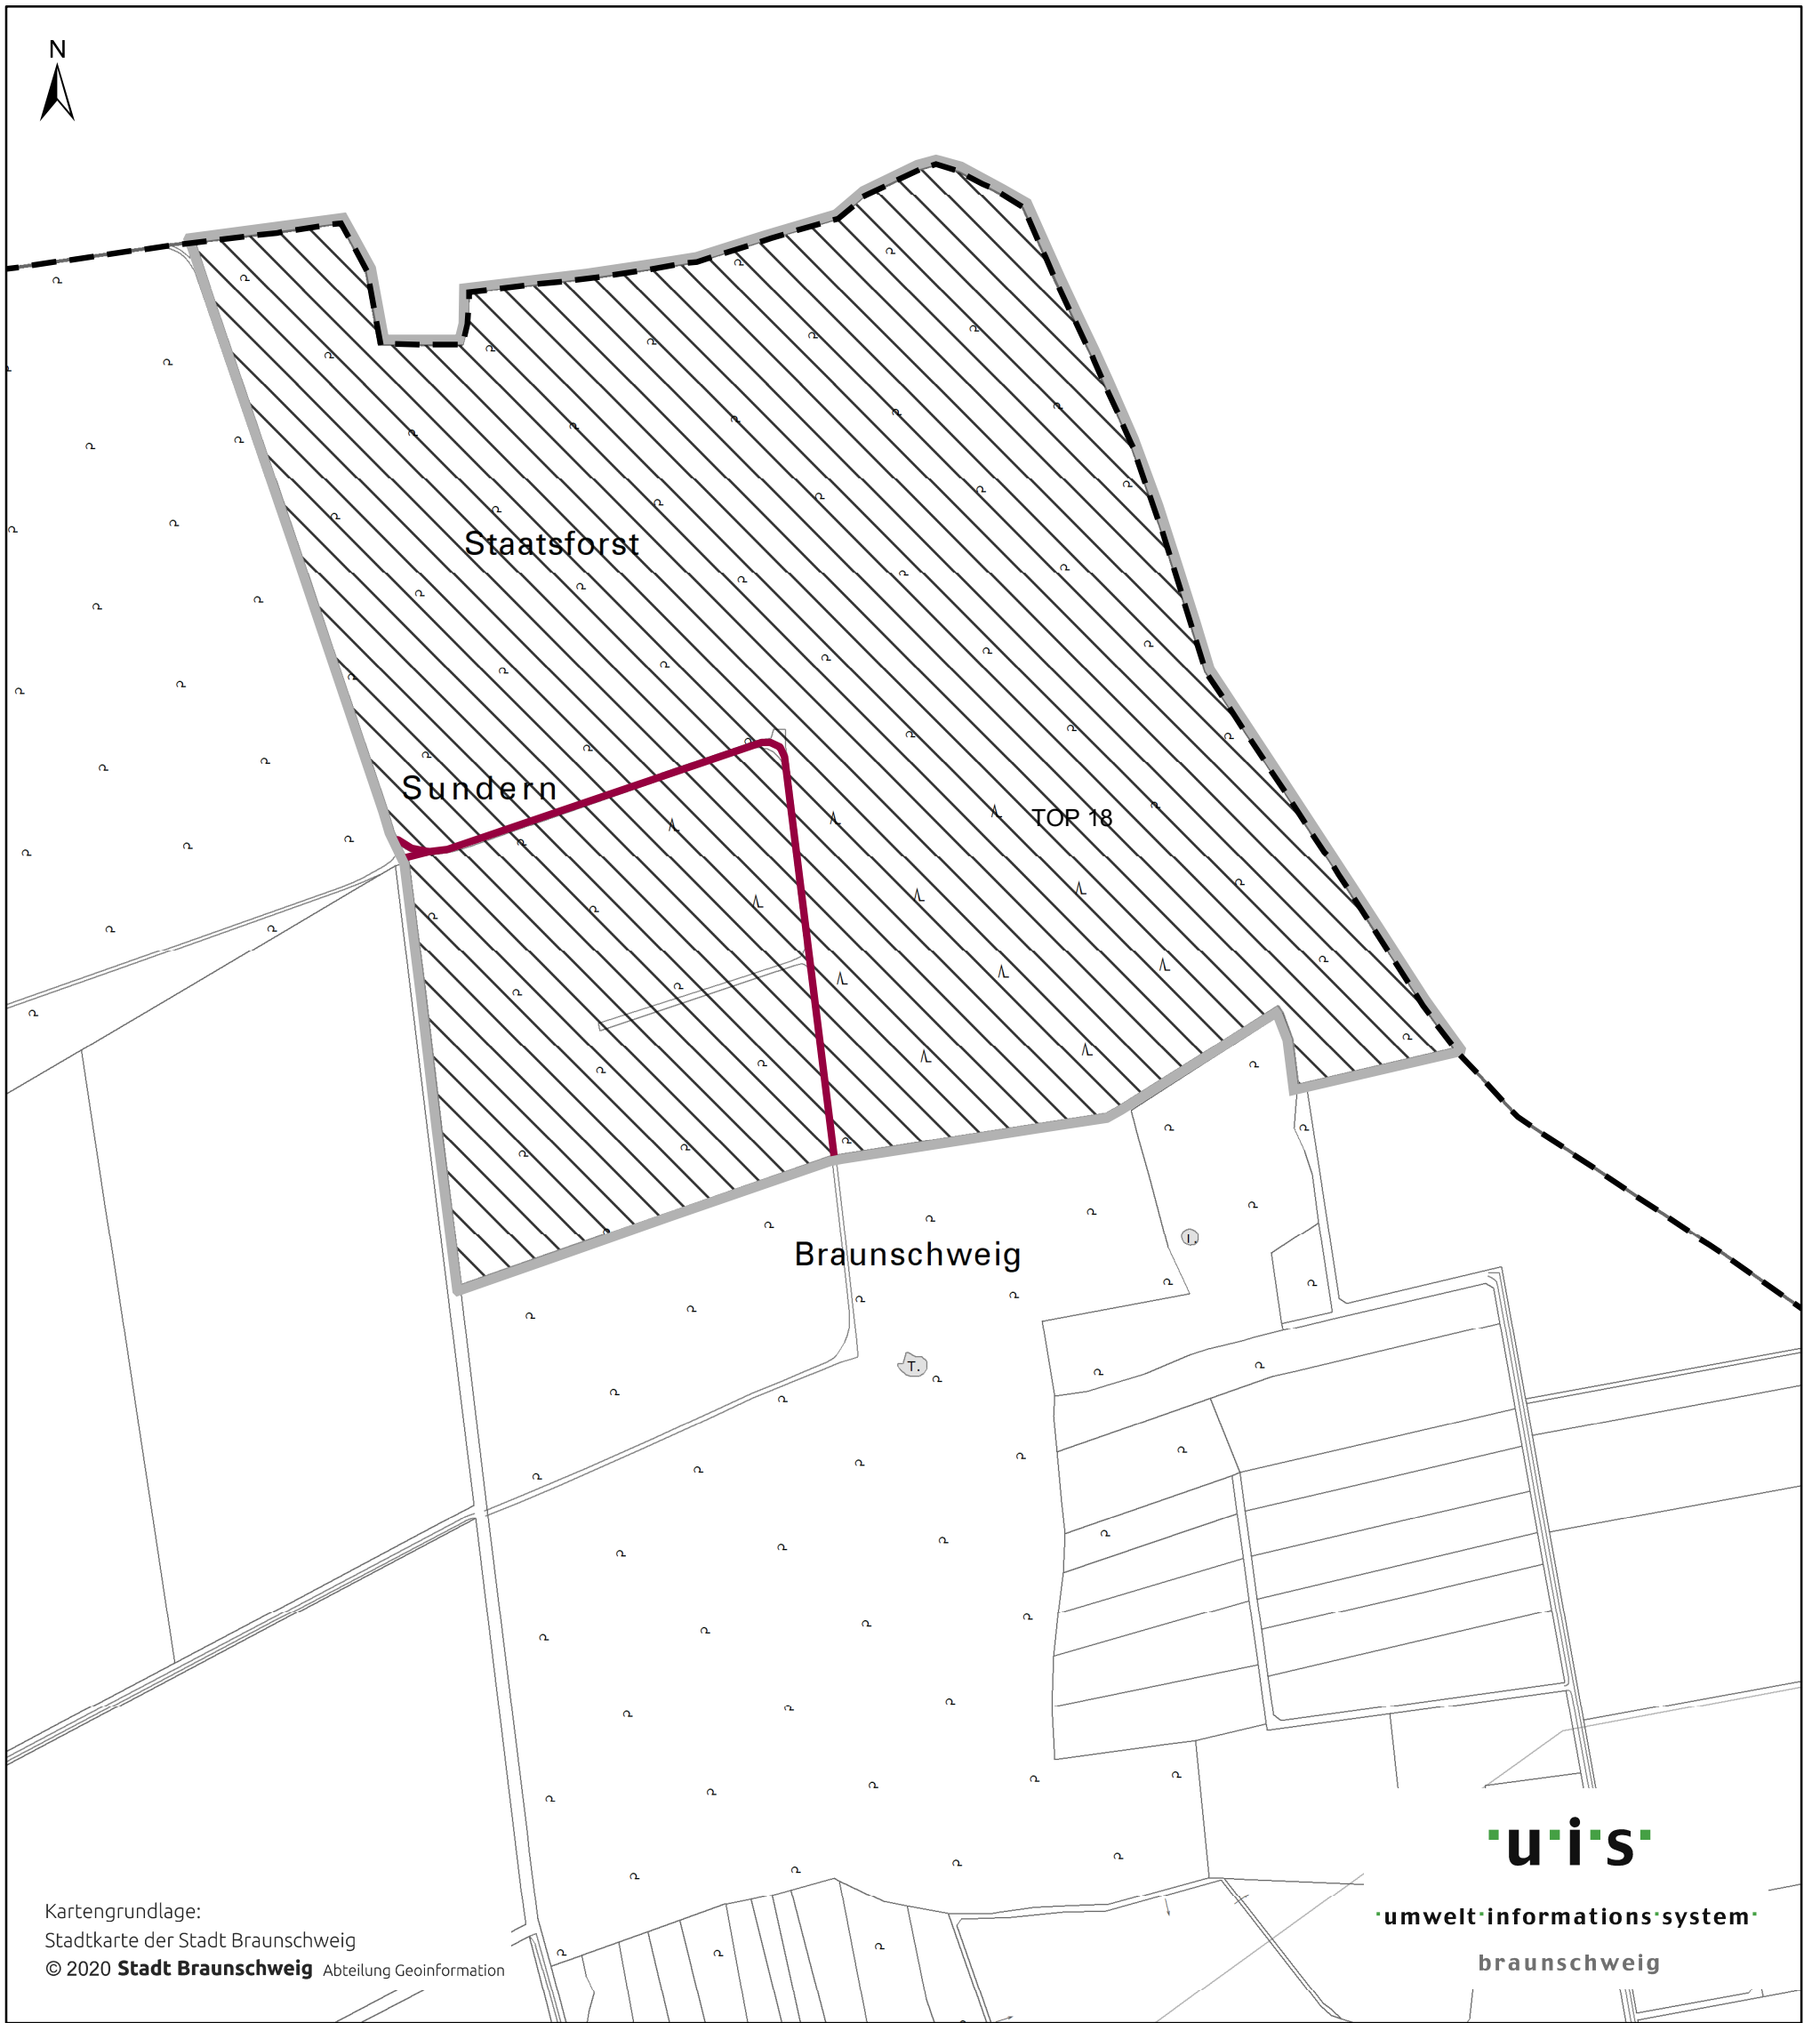 N
Staatsforst
Sundern
TOP 18
Braunschweig
I.
T.
u·i·s
umwelt·informations·system
braunschweig
Kartengrundlage:
Stadtkarte der Stadt Braunschweig
© 2020 Stadt Braunschweig Abteilung Geoinformation